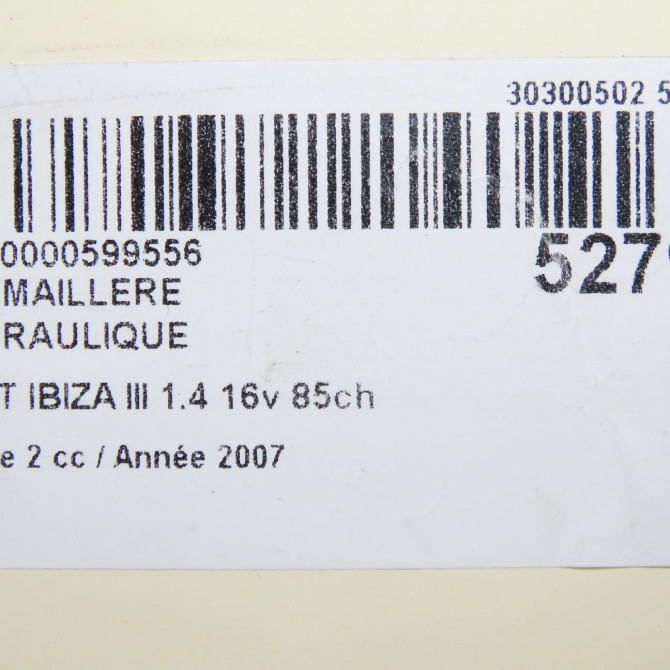 30300502 5
0000599556
527
MAILLERE
RAULIQUE
T IBIZA III 1.4 16v 85ch
e 2 cc / Année 2007